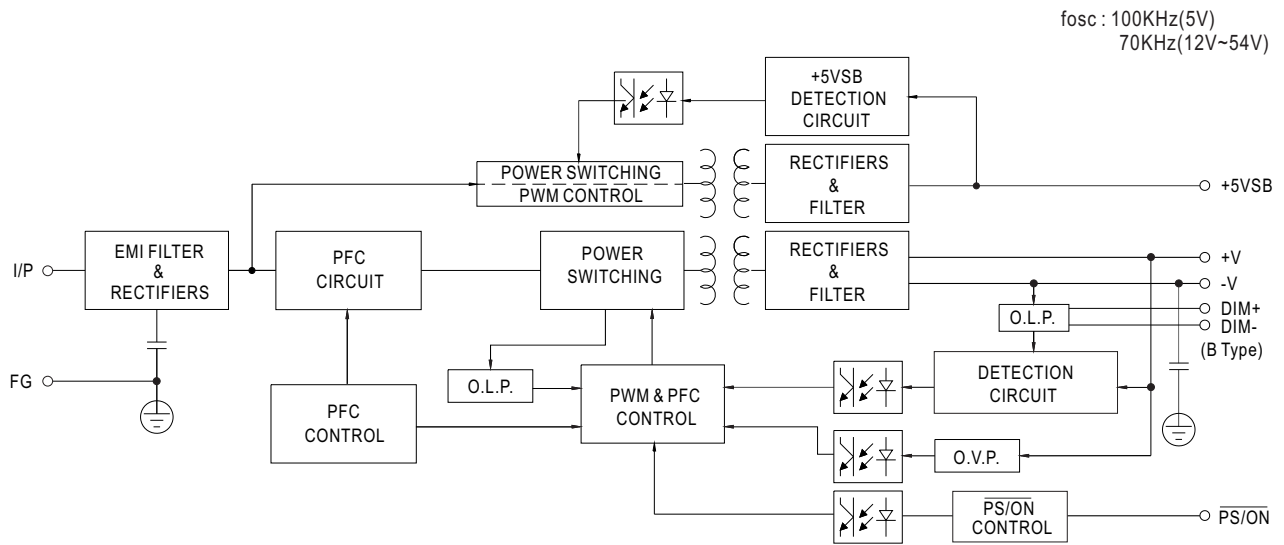 fosc : 100KHz(5V)
70KHz(12V~54V)
+5VSB
DETECTION
CIRCUIT
POWER SWITCHING
PWM CONTROL
RECTIFIERS
&
FILTER
+5VSB
I/P
EMI FILTER
&
RECTIFIERS
PFC
CIRCUIT
POWER
SWITCHING
RECTIFIERS
&
FILTER
+V
-V
DIM+
DIM-
(B Type)
O.L.P.
FG
O.L.P.
DETECTION
CIRCUIT
PFC
CONTROL
PWM & PFC
CONTROL
O.V.P.
PS/ON
CONTROL
PS/ON